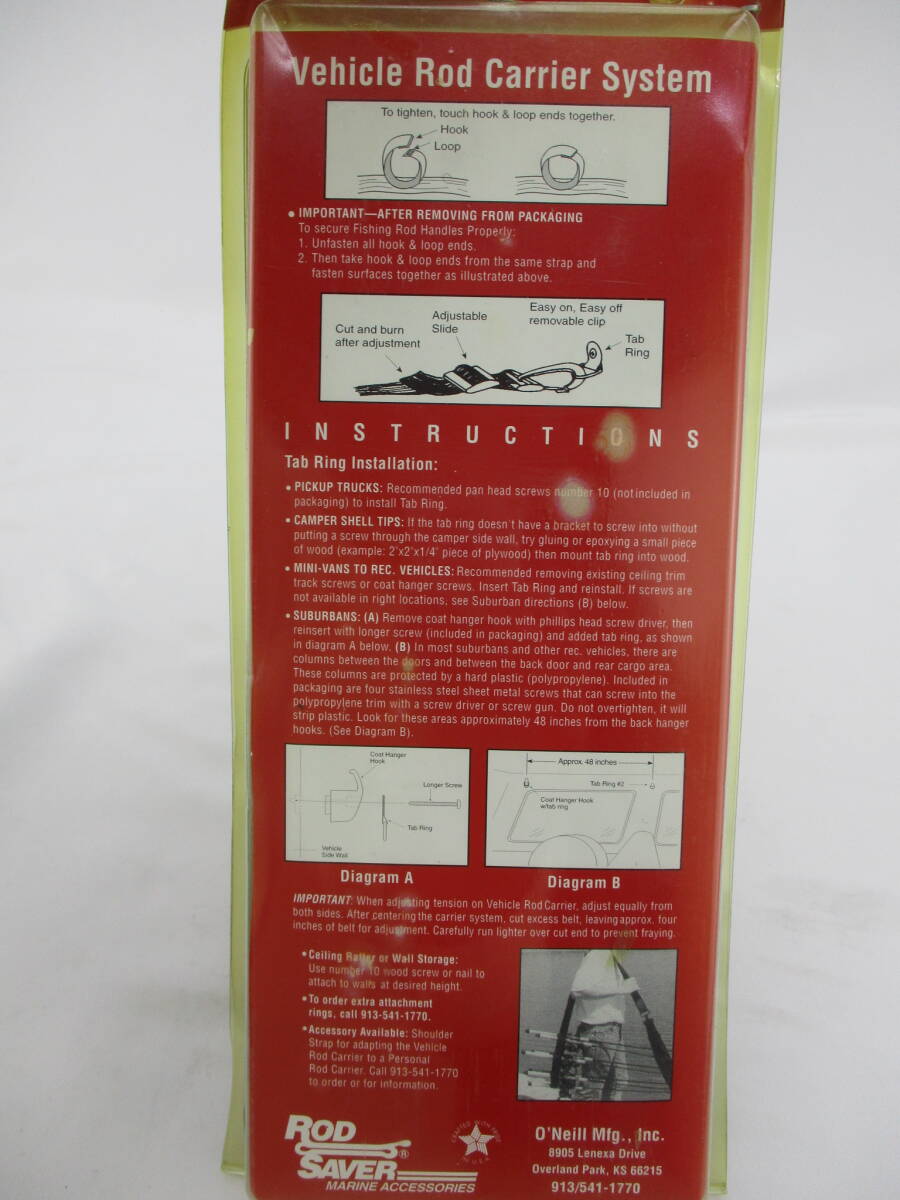 Vehicle Rod Carrier System
To tighten, touch hook & loop ends together.
Hook
Loop
• IMPORTANT—AFTER REMOVING FROM PACKAGING
To secure Fishing Rod Handles Properly:
1. Unfasten all hook & loop ends.
2. Then take hook & loop ends from the same strap and
fasten surfaces together as illustrated above.
Cut and burn
after adjustment
Adjustable
Slide
Easy on, Easy off
removable clip
Tab
Ring
INSTRUCTIONS
Tab Ring Installation:
• PICKUP TRUCKS: Recommended pan head screws number 10 (not included in
packaging) to install Tab Ring.
• CAMPER SHELL TIPS: If the tab ring doesn't have a bracket to screw into without
putting a screw through the camper side wall, try gluing or epoxying a small piece
of wood (example: 2"x2"x1/4" piece of plywood) then mount tab ring into wood.
• MINI-VANS TO REC. VEHICLES: Recommended removing existing ceiling trim
track screws or coat hanger screws. Insert Tab Ring and reinstall. If screws are
not available in right locations, see Suburban directions (B) below.
• SUBURBANS: (A) Remove coat hanger hook with phillips head screw driver, then
reinsert with longer screw (included in packaging) and added tab ring, as shown
in diagram A below. (B) In most suburbans and other rec. vehicles, there are
columns between the doors and between the back door and rear cargo area.
These columns are protected by a hard plastic (polypropylene). Included in
packaging are four stainless steel sheet metal screws that can screw into the
polypropylene trim with a screw driver or screw gun. Do not overtighten, it will
strip plastic. Look for these areas approximately 48 inches from the back hanger
hooks. (See Diagram B).
Coat Hanger
Hook
Longer Screw
Tab Ring
Vehicle
Side Wall
Diagram A
Approx. 48 inches
Tab Ring #2
Coat Hanger Hook
w/tab ring
Diagram B
IMPORTANT: When adjusting tension on Vehicle Rod Carrier, adjust equally from
both sides. After centering the carrier system, cut excess belt, leaving approx. four
inches of belt for adjustment. Carefully run lighter over cut end to prevent fraying.
• Ceiling Rafter or Wall Storage:
Use number 10 wood screw or nail to
attach to walls at desired height.
• To order extra attachment
rings, call 913-541-1770.
• Accessory Available: Shoulder
Strap for adapting the Vehicle
Rod Carrier to a Personal
Rod Carrier. Call 913-541-1770
to order or for information.
ROD
SAVER®
MARINE ACCESSORIES
CRAFTED WITH PRIDE
IN U.S.A.
O'Neill Mfg., Inc.
8905 Lenexa Drive
Overland Park, KS 66215
913/541-1770